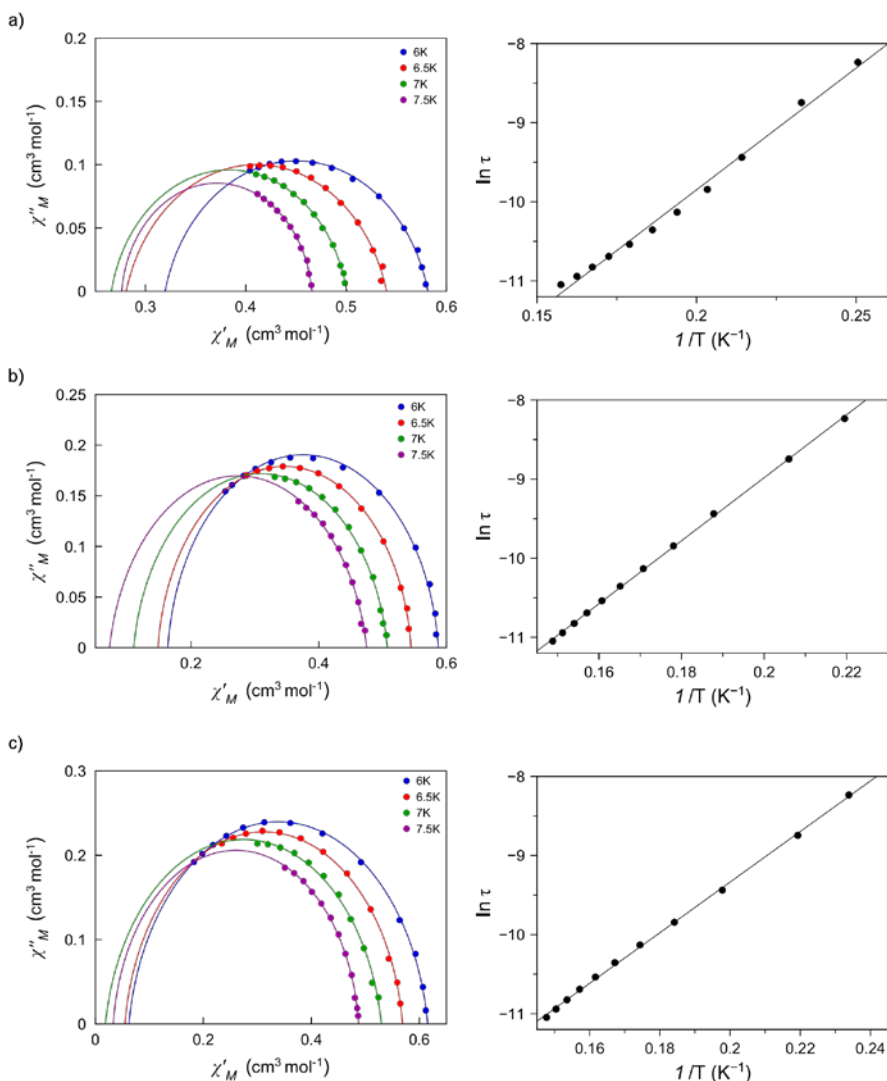 a)
0.2
0.15
0.1
0.05
0
χ″M (cm³ mol⁻¹)
6K
6.5K
7K
7.5K
0.3 0.4 0.5 0.6
χ′M (cm³ mol⁻¹)
−8
−9
−10
−11
ln τ
0.15 0.2 0.25
1/T (K⁻¹)
b)
0.25
0.2
0.15
0.1
0.05
0
χ″M (cm³ mol⁻¹)
6K
6.5K
7K
7.5K
0.2 0.4 0.6
χ′M (cm³ mol⁻¹)
−8
−9
−10
−11
ln τ
0.16 0.18 0.2 0.22
1/T (K⁻¹)
c)
0.3
0.2
0.1
0
χ″M (cm³ mol⁻¹)
6K
6.5K
7K
7.5K
0 0.2 0.4 0.6
χ′M (cm³ mol⁻¹)
−8
−9
−10
−11
ln τ
0.16 0.18 0.2 0.22 0.24
1/T (K⁻¹)